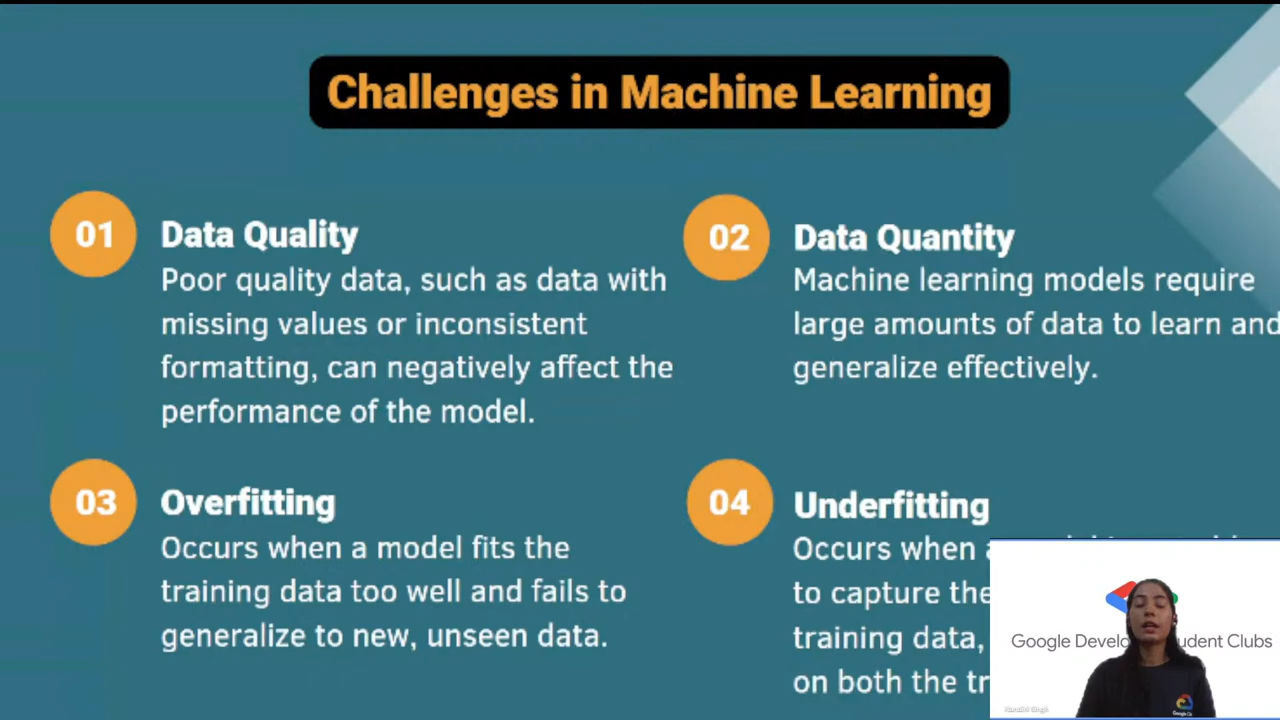 Challenges in Machine Learning
01
Data Quality
Poor quality data, such as data with
missing values or inconsistent
formatting, can negatively affect the
performance of the model.
02
Data Quantity
Machine learning models require
large amounts of data to learn and
generalize effectively.
03
Overfitting
Occurs when a model fits the
training data too well and fails to
generalize to new, unseen data.
04
Underfitting
Occurs when
to capture the
training data,
on both the
Google Student Clubs